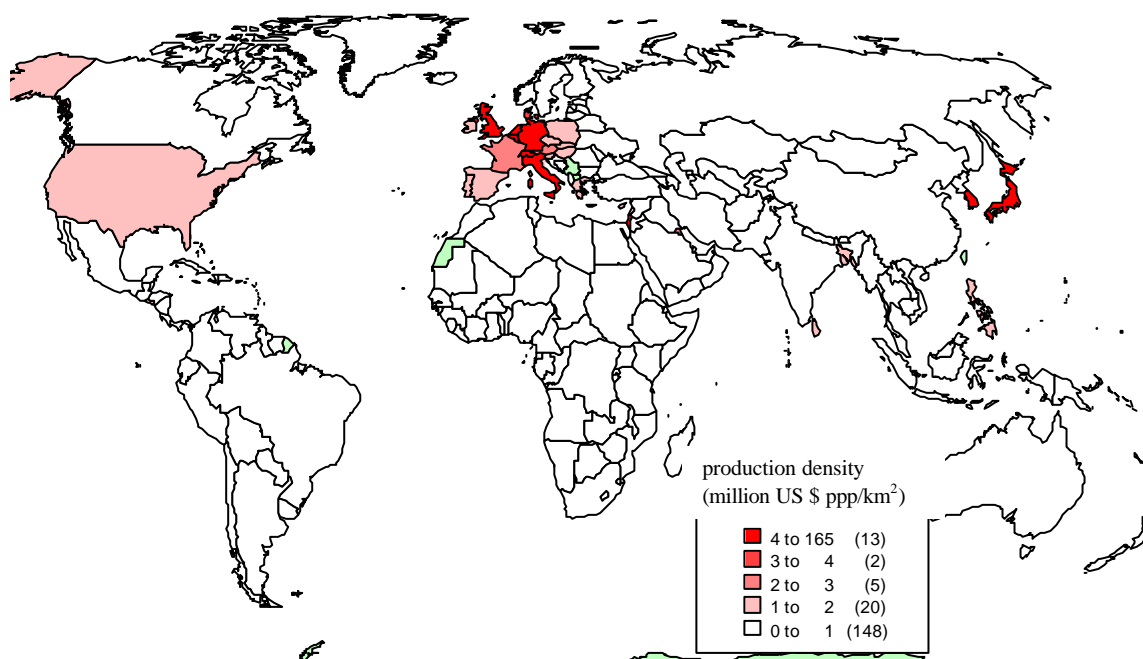 production density
(million US $ ppp/km²)
4 to 165 (13)
3 to 4 (2)
2 to 3 (5)
1 to 2 (20)
0 to 1 (148)